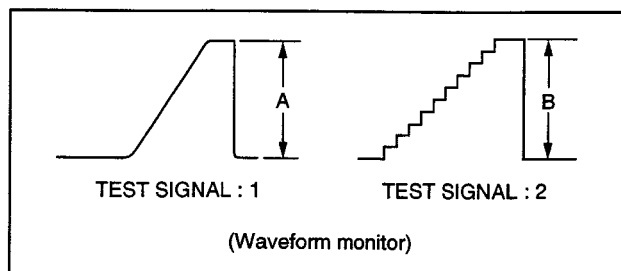 A
B
TEST SIGNAL : 1
TEST SIGNAL : 2
(Waveform monitor)